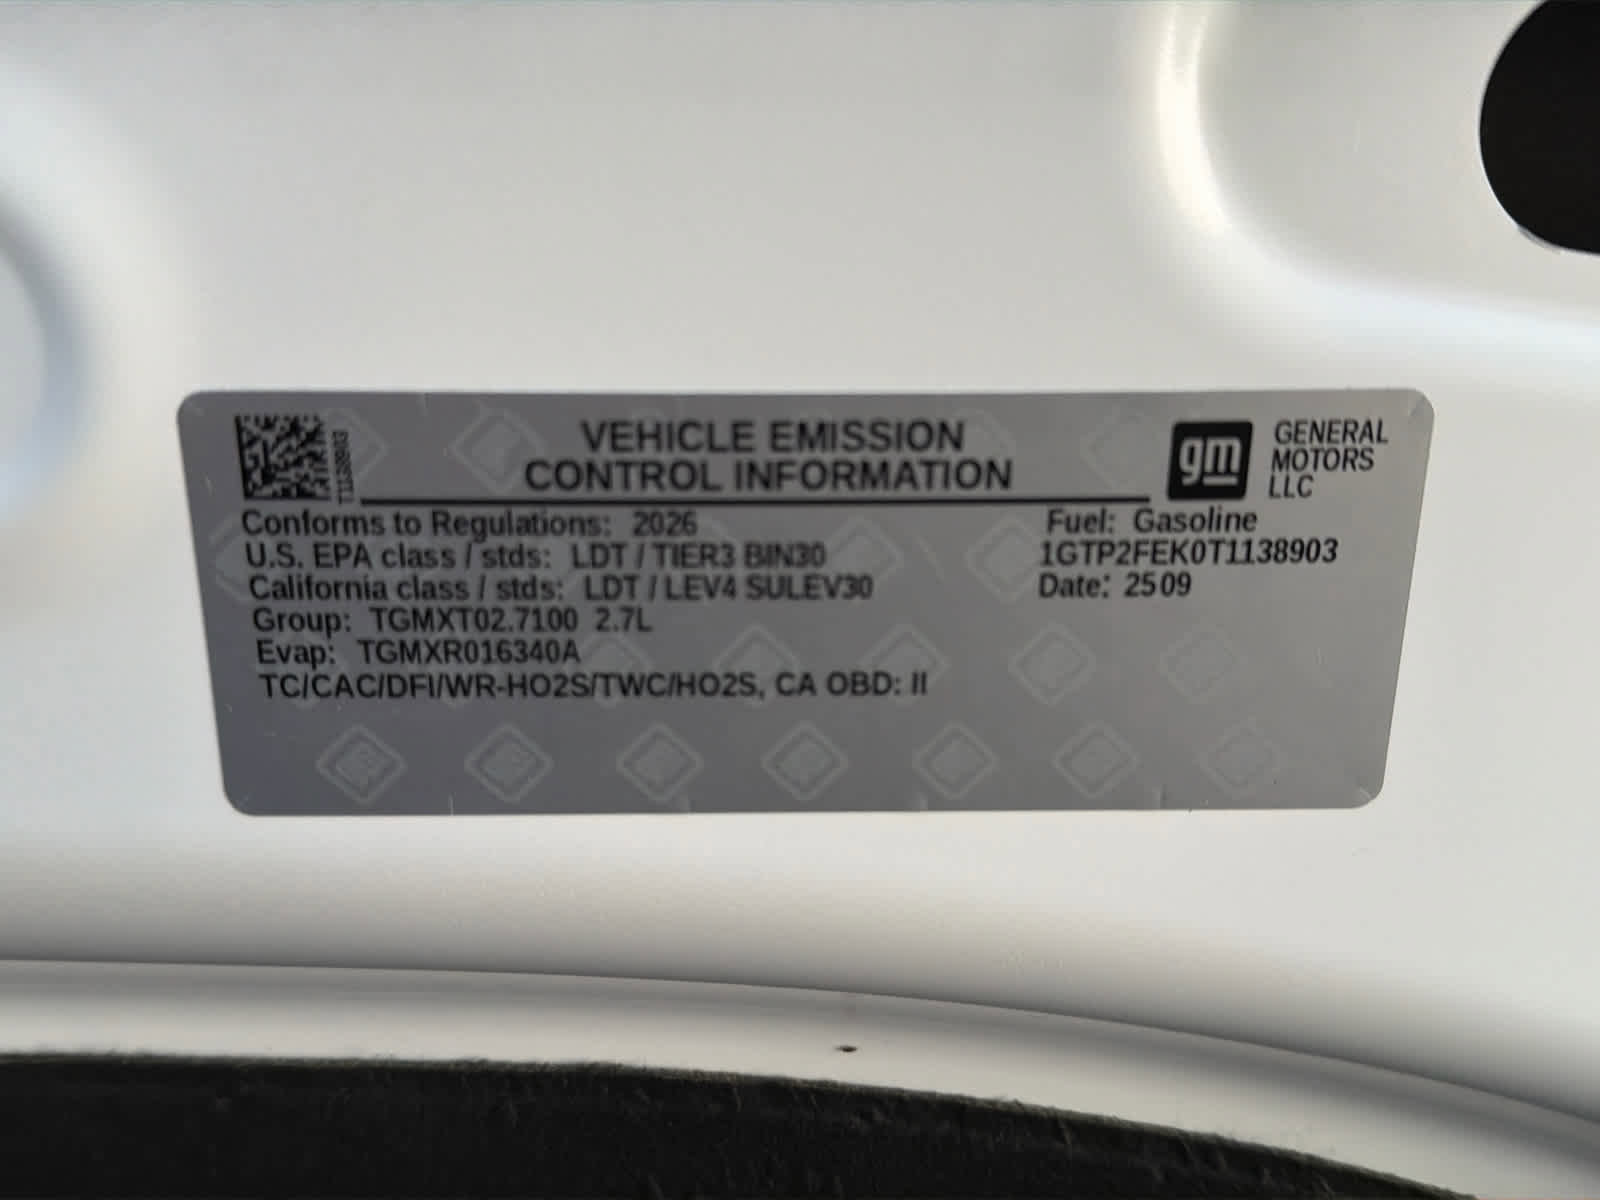 T1138903
VEHICLE EMISSION
CONTROL INFORMATION
gm
GENERAL
MOTORS
LLC
Conforms to Regulations: 2026
U.S. EPA class / stds: LDT / TIER3 BIN30
California class / stds: LDT / LEV4 SULEV30
Group: TGMXT02.7100 2.7L
Evap: TGMXR016340A
TC/CAC/DFI/WR-HO2S/TWC/HO2S, CA OBD: II
Fuel: Gasoline
1GTP2FEK0T1138903
Date: 2509